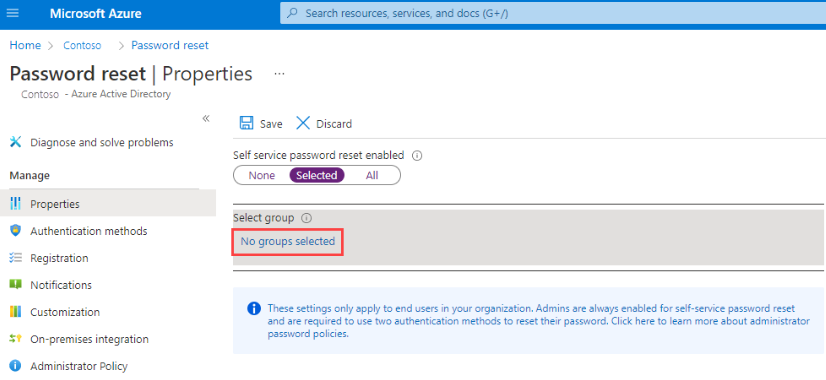 Microsoft Azure
Search resources, services, and docs (G+/)
Home > Contoso > Password reset
Password reset | Properties ...
Contoso - Azure Active Directory
«
Diagnose and solve problems
Manage
Properties
Authentication methods
Registration
Notifications
Customization
On-premises integration
Administrator Policy
Save Discard
Self service password reset enabled
None Selected All
Select group
No groups selected
These settings only apply to end users in your organization. Admins are always enabled for self-service password reset
and are required to use two authentication methods to reset their password. Click here to learn more about administrator
password policies.